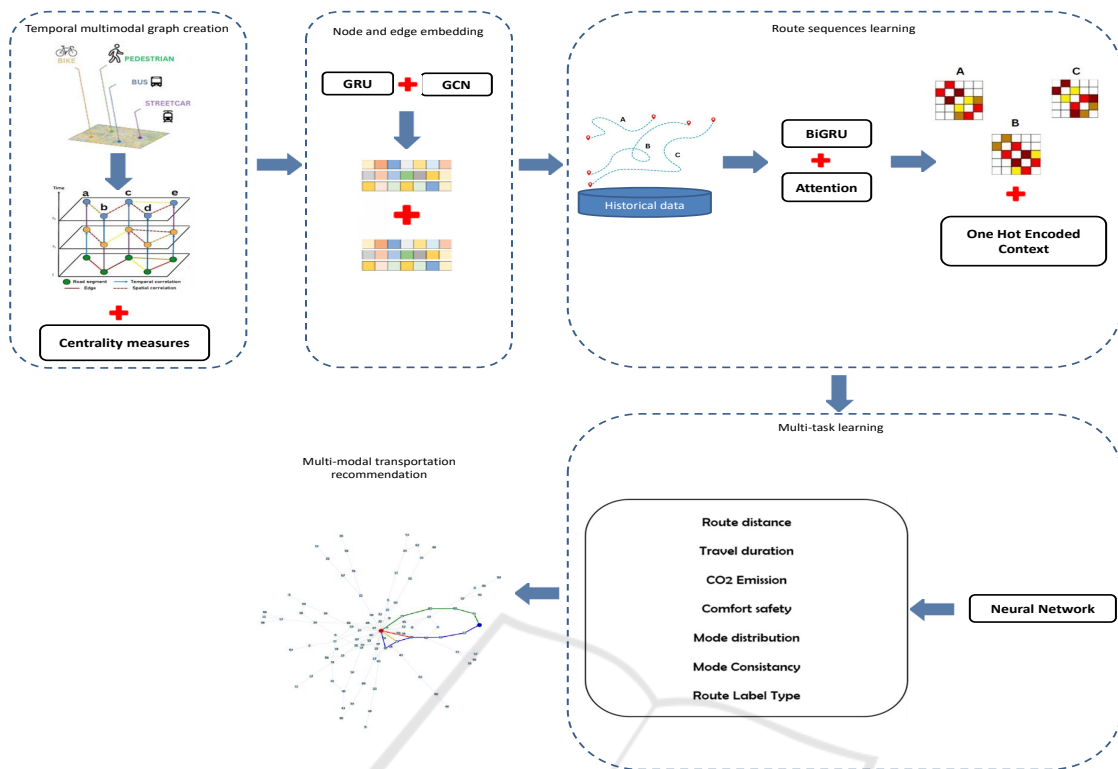 Temporal multimodal graph creation
BIKE
PEDESTRIAN
BUS
STREETCAR
Time
a
b
c
d
e
Road segment
Temporal correlation
Edge
Spatial correlation
Centrality measures
Node and edge embedding
GRU
GCN
Route sequences learning
A
B
C
Historical data
BiGRU
Attention
A
C
B
One Hot Encoded
Context
Multi-task learning
Route distance
Travel duration
CO2 Emission
Comfort safety
Mode distribution
Mode Consistancy
Route Label Type
Neural Network
Multi-modal transportation
recommendation